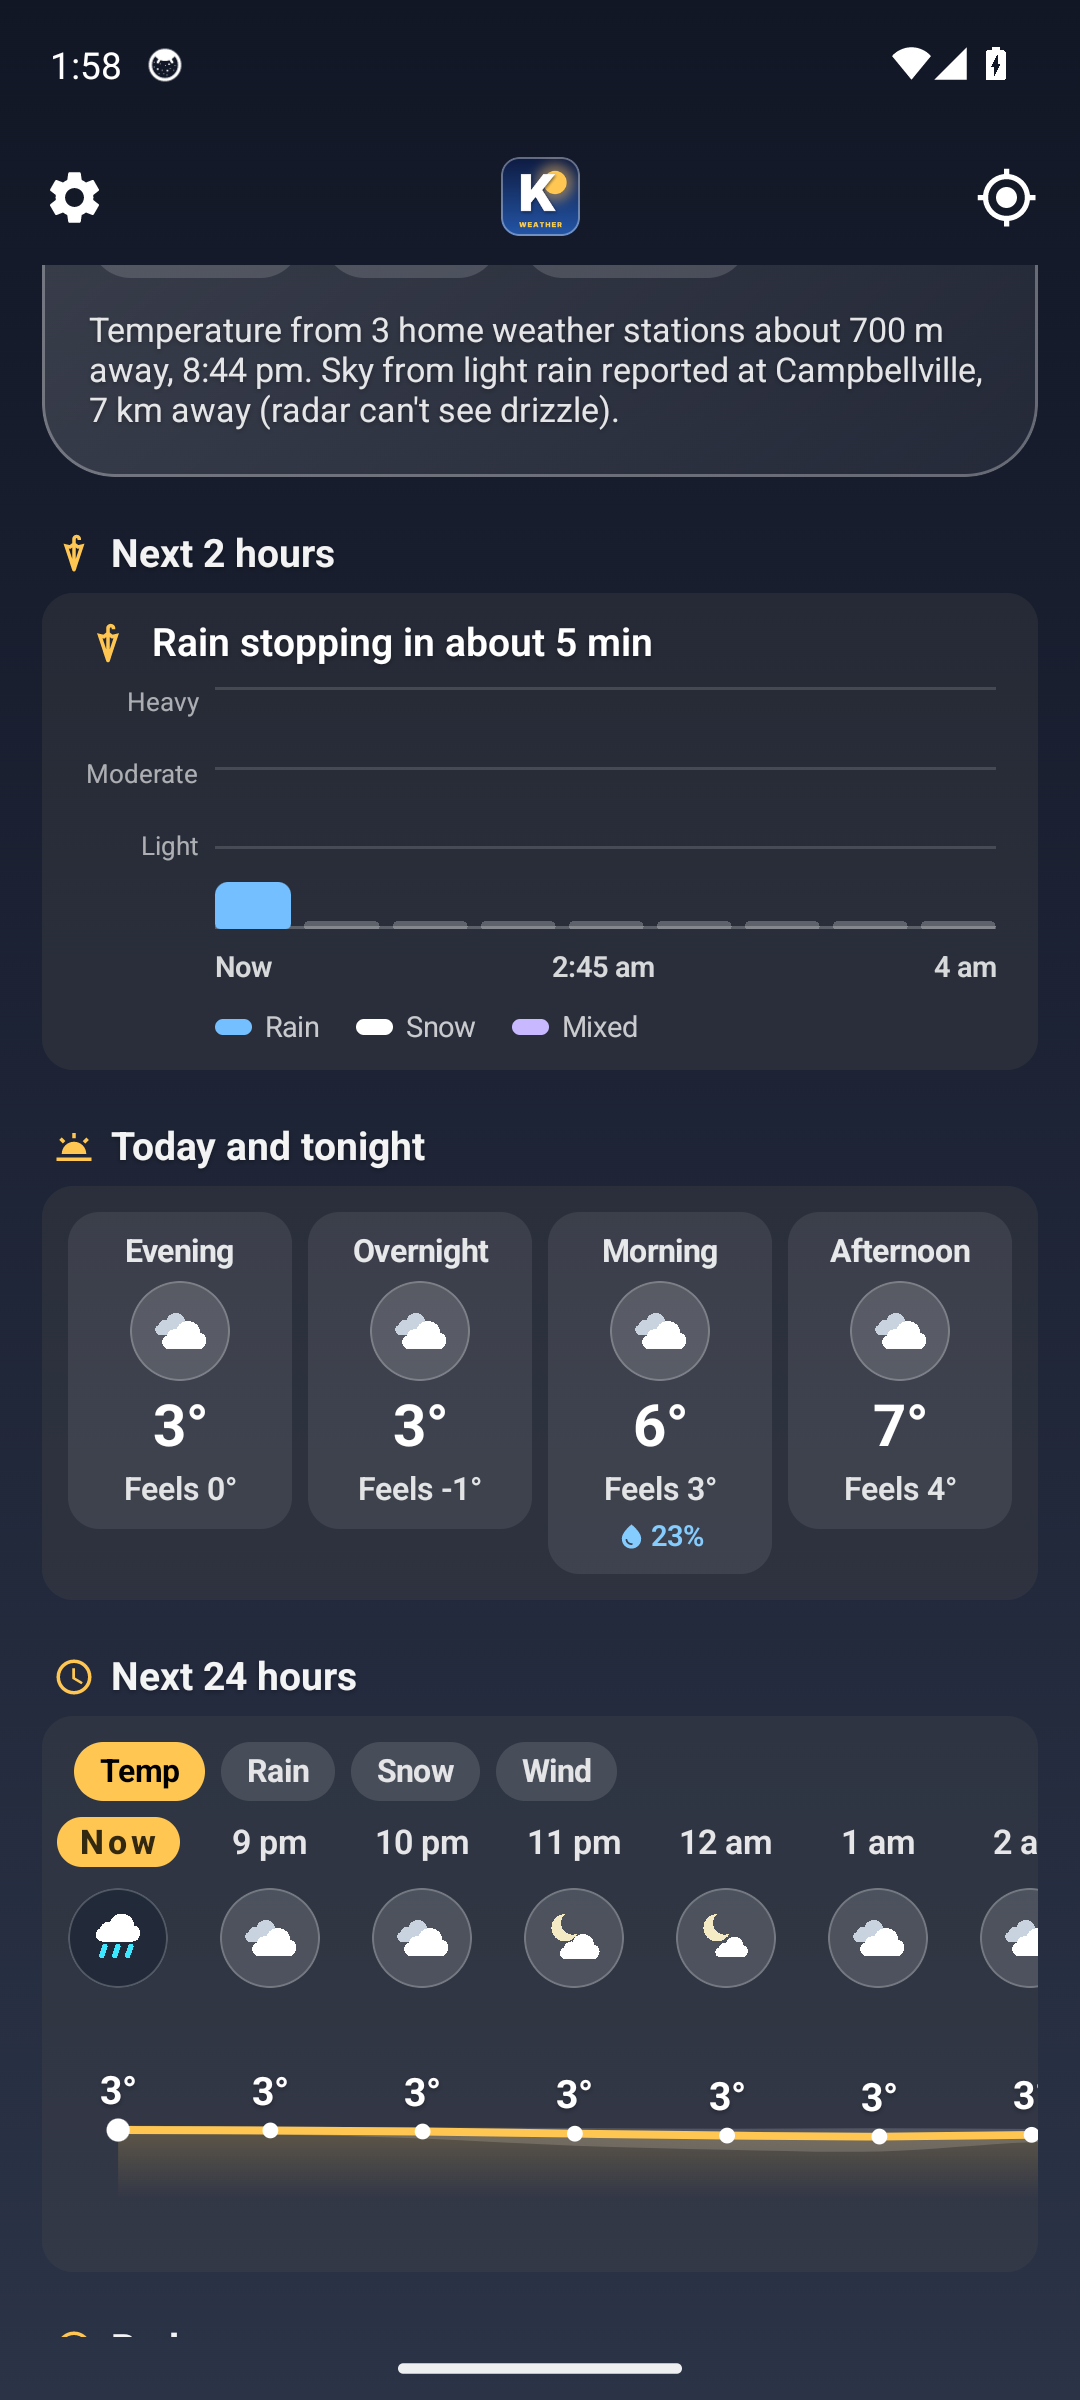 1:58
K
WEATHER
Temperature from 3 home weather stations about 700 m
away, 8:44 pm. Sky from light rain reported at Campbellville,
7 km away (radar can't see drizzle).
Next 2 hours
Rain stopping in about 5 min
Heavy
Moderate
Light
Now 2:45 am 4 am
Rain Snow Mixed
Today and tonight
Evening Overnight Morning Afternoon
3° 3° 6° 7°
Feels 0° Feels -1° Feels 3° Feels 4°
23%
Next 24 hours
Temp Rain Snow Wind
Now 9 pm 10 pm 11 pm 12 am 1 am 2 a
3° 3° 3° 3° 3° 3° 3°